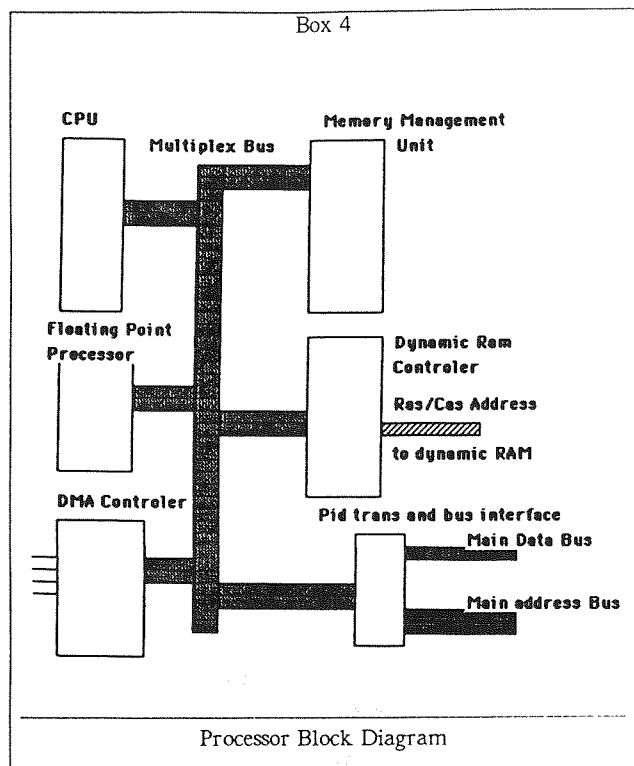 Box 4
CPU
Multiplex Bus
Memory Management
Unit
Floating Point
Processor
Dynamic Ram
Controler
Ras/Cas Address
to dynamic RAM
DMA Controler
Pid trans and bus interface
Main Data Bus
Main address Bus
Processor Block Diagram